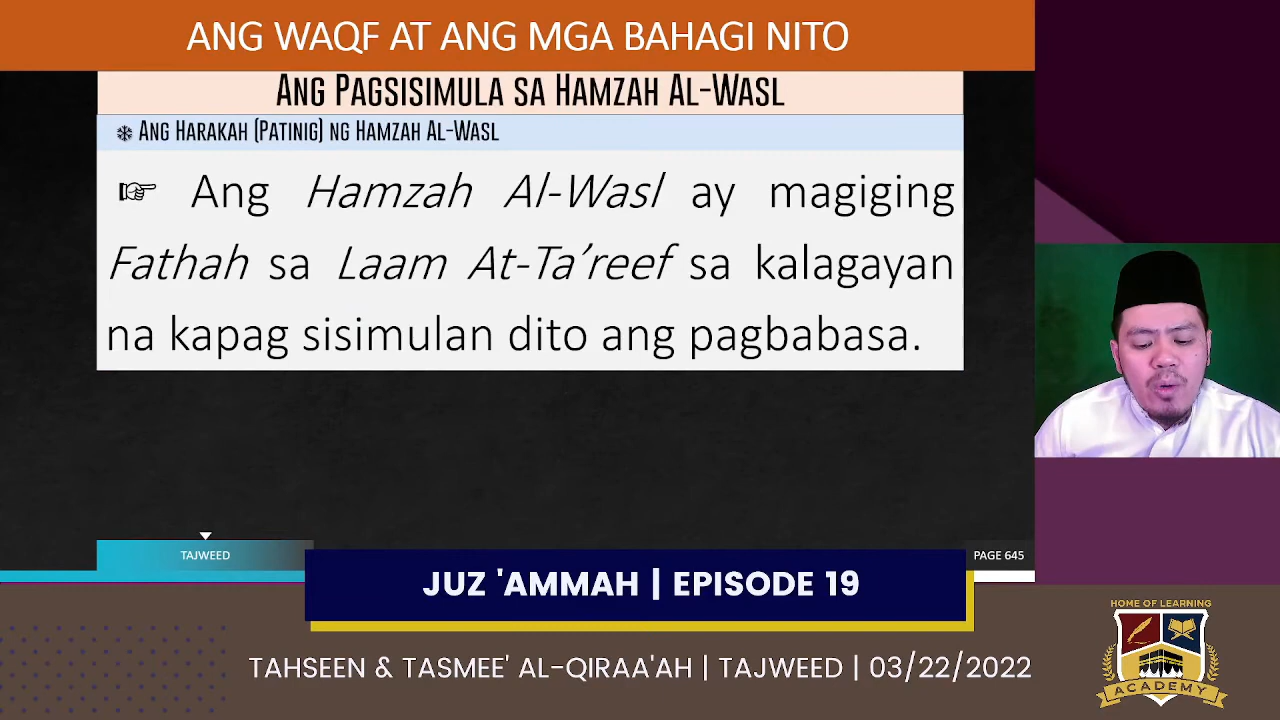 ANG WAQF AT ANG MGA BAHAGI NITO
ANG PAGSISIMULA SA HAMZAH AL-WASL
❄ ANG HARAKAH (PATINIG) NG HAMZAH AL-WASL
☞ Ang Hamzah Al-Wasl ay magiging
Fathah sa Laam At-Ta’reef sa kalagayan
na kapag sisimulan dito ang pagbabasa.
TAJWEED
PAGE 645
JUZ 'AMMAH | EPISODE 19
TAHSEEN & TASMEE' AL-QIRAA'AH | TAJWEED | 03/22/2022
HOME OF LEARNING
ACADEMY